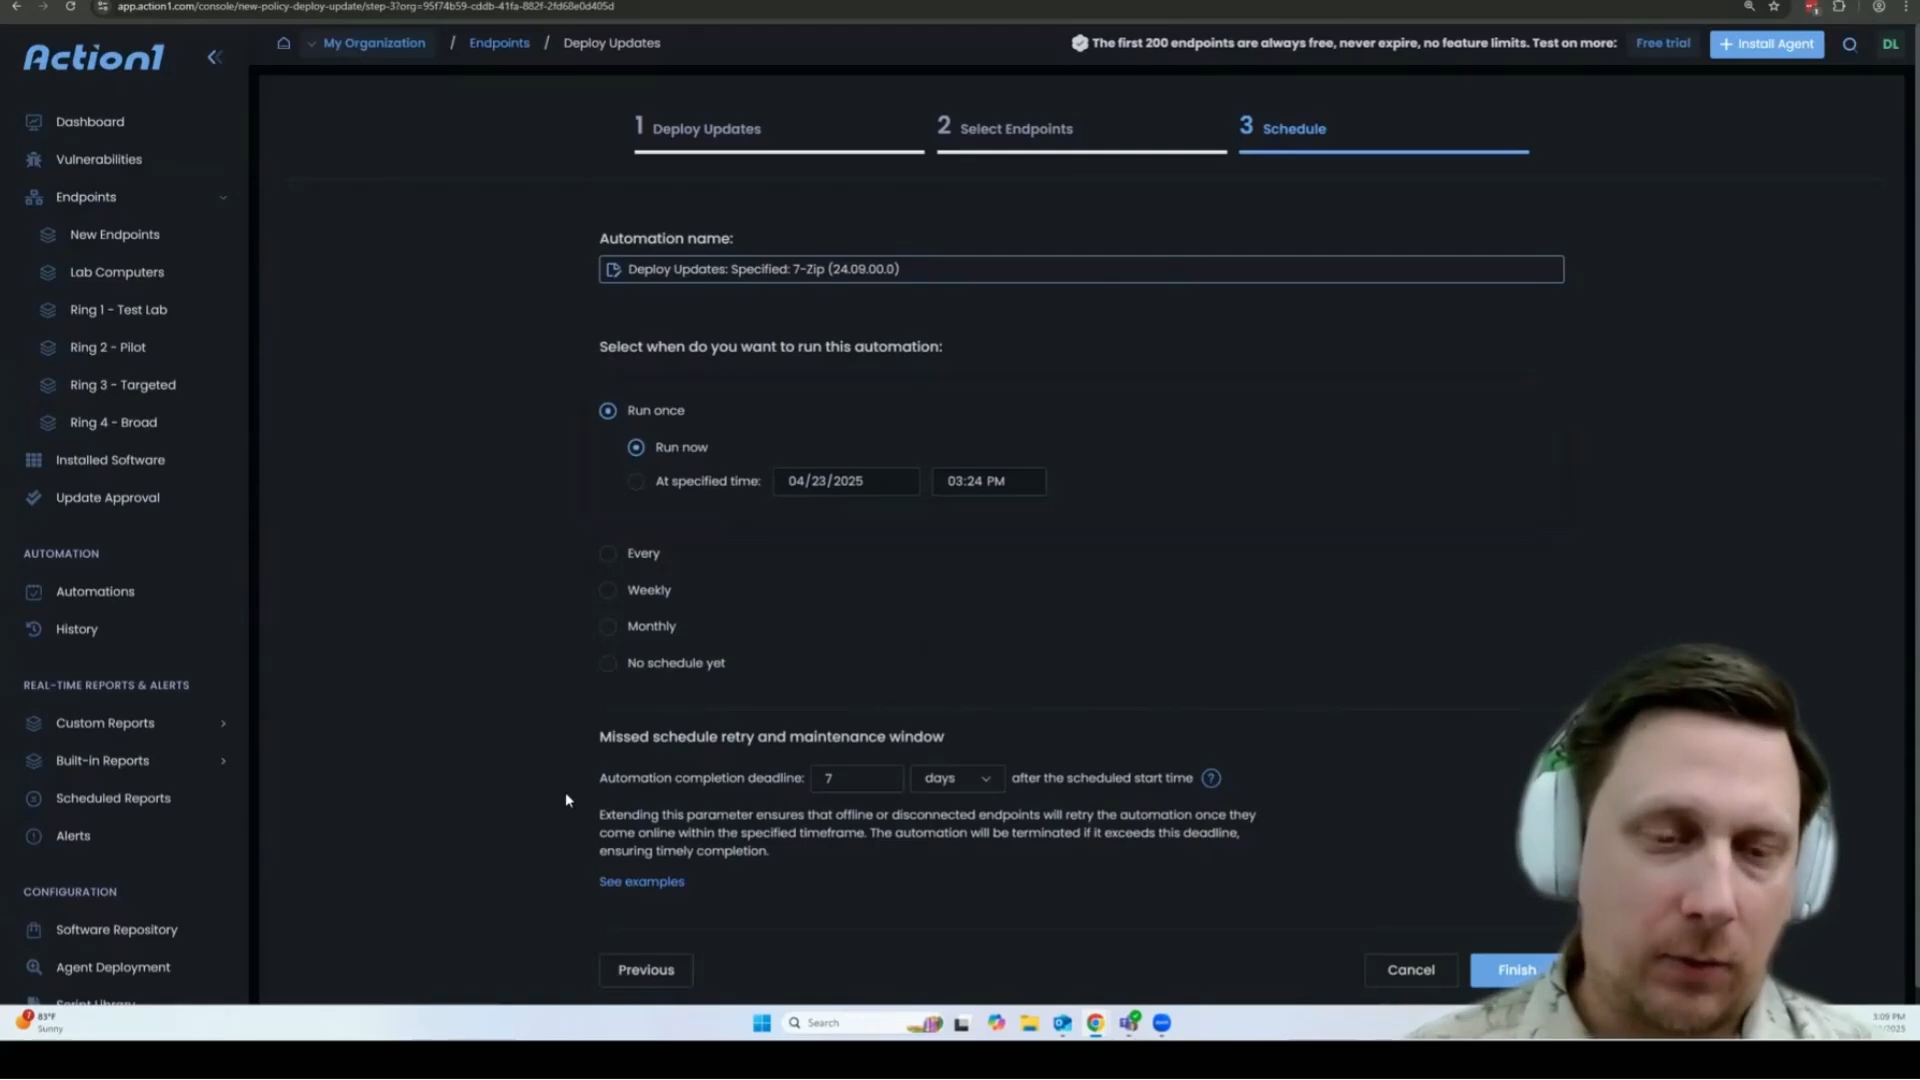 app.action1.com/console/new-policy-deploy-update/step-3?org=95f74b59-cddb-41fa-882f-2fd68e0d405d
Action1
My Organization / Endpoints / Deploy Updates
The first 200 endpoints are always free, never expire, no feature limits. Test on more: Free trial
+ Install Agent
DL
Dashboard
Vulnerabilities
Endpoints
New Endpoints
Lab Computers
Ring 1 - Test Lab
Ring 2 - Pilot
Ring 3 - Targeted
Ring 4 - Broad
Installed Software
Update Approval
AUTOMATION
Automations
History
REAL-TIME REPORTS & ALERTS
Custom Reports
Built-in Reports
Scheduled Reports
Alerts
CONFIGURATION
Software Repository
Agent Deployment
Script Library
1 Deploy Updates
2 Select Endpoints
3 Schedule
Automation name:
Deploy Updates: Specified: 7-Zip (24.09.00.0)
Select when do you want to run this automation:
Run once
Run now
At specified time: 04/23/2025 03:24 PM
Every
Weekly
Monthly
No schedule yet
Missed schedule retry and maintenance window
Automation completion deadline: 7 days after the scheduled start time ?
Extending this parameter ensures that offline or disconnected endpoints will retry the automation once they
come online within the specified timeframe. The automation will be terminated if it exceeds this deadline,
ensuring timely completion.
See examples
Previous
Cancel
Finish
83°F
Sunny
Search
3:09 PM
/2025